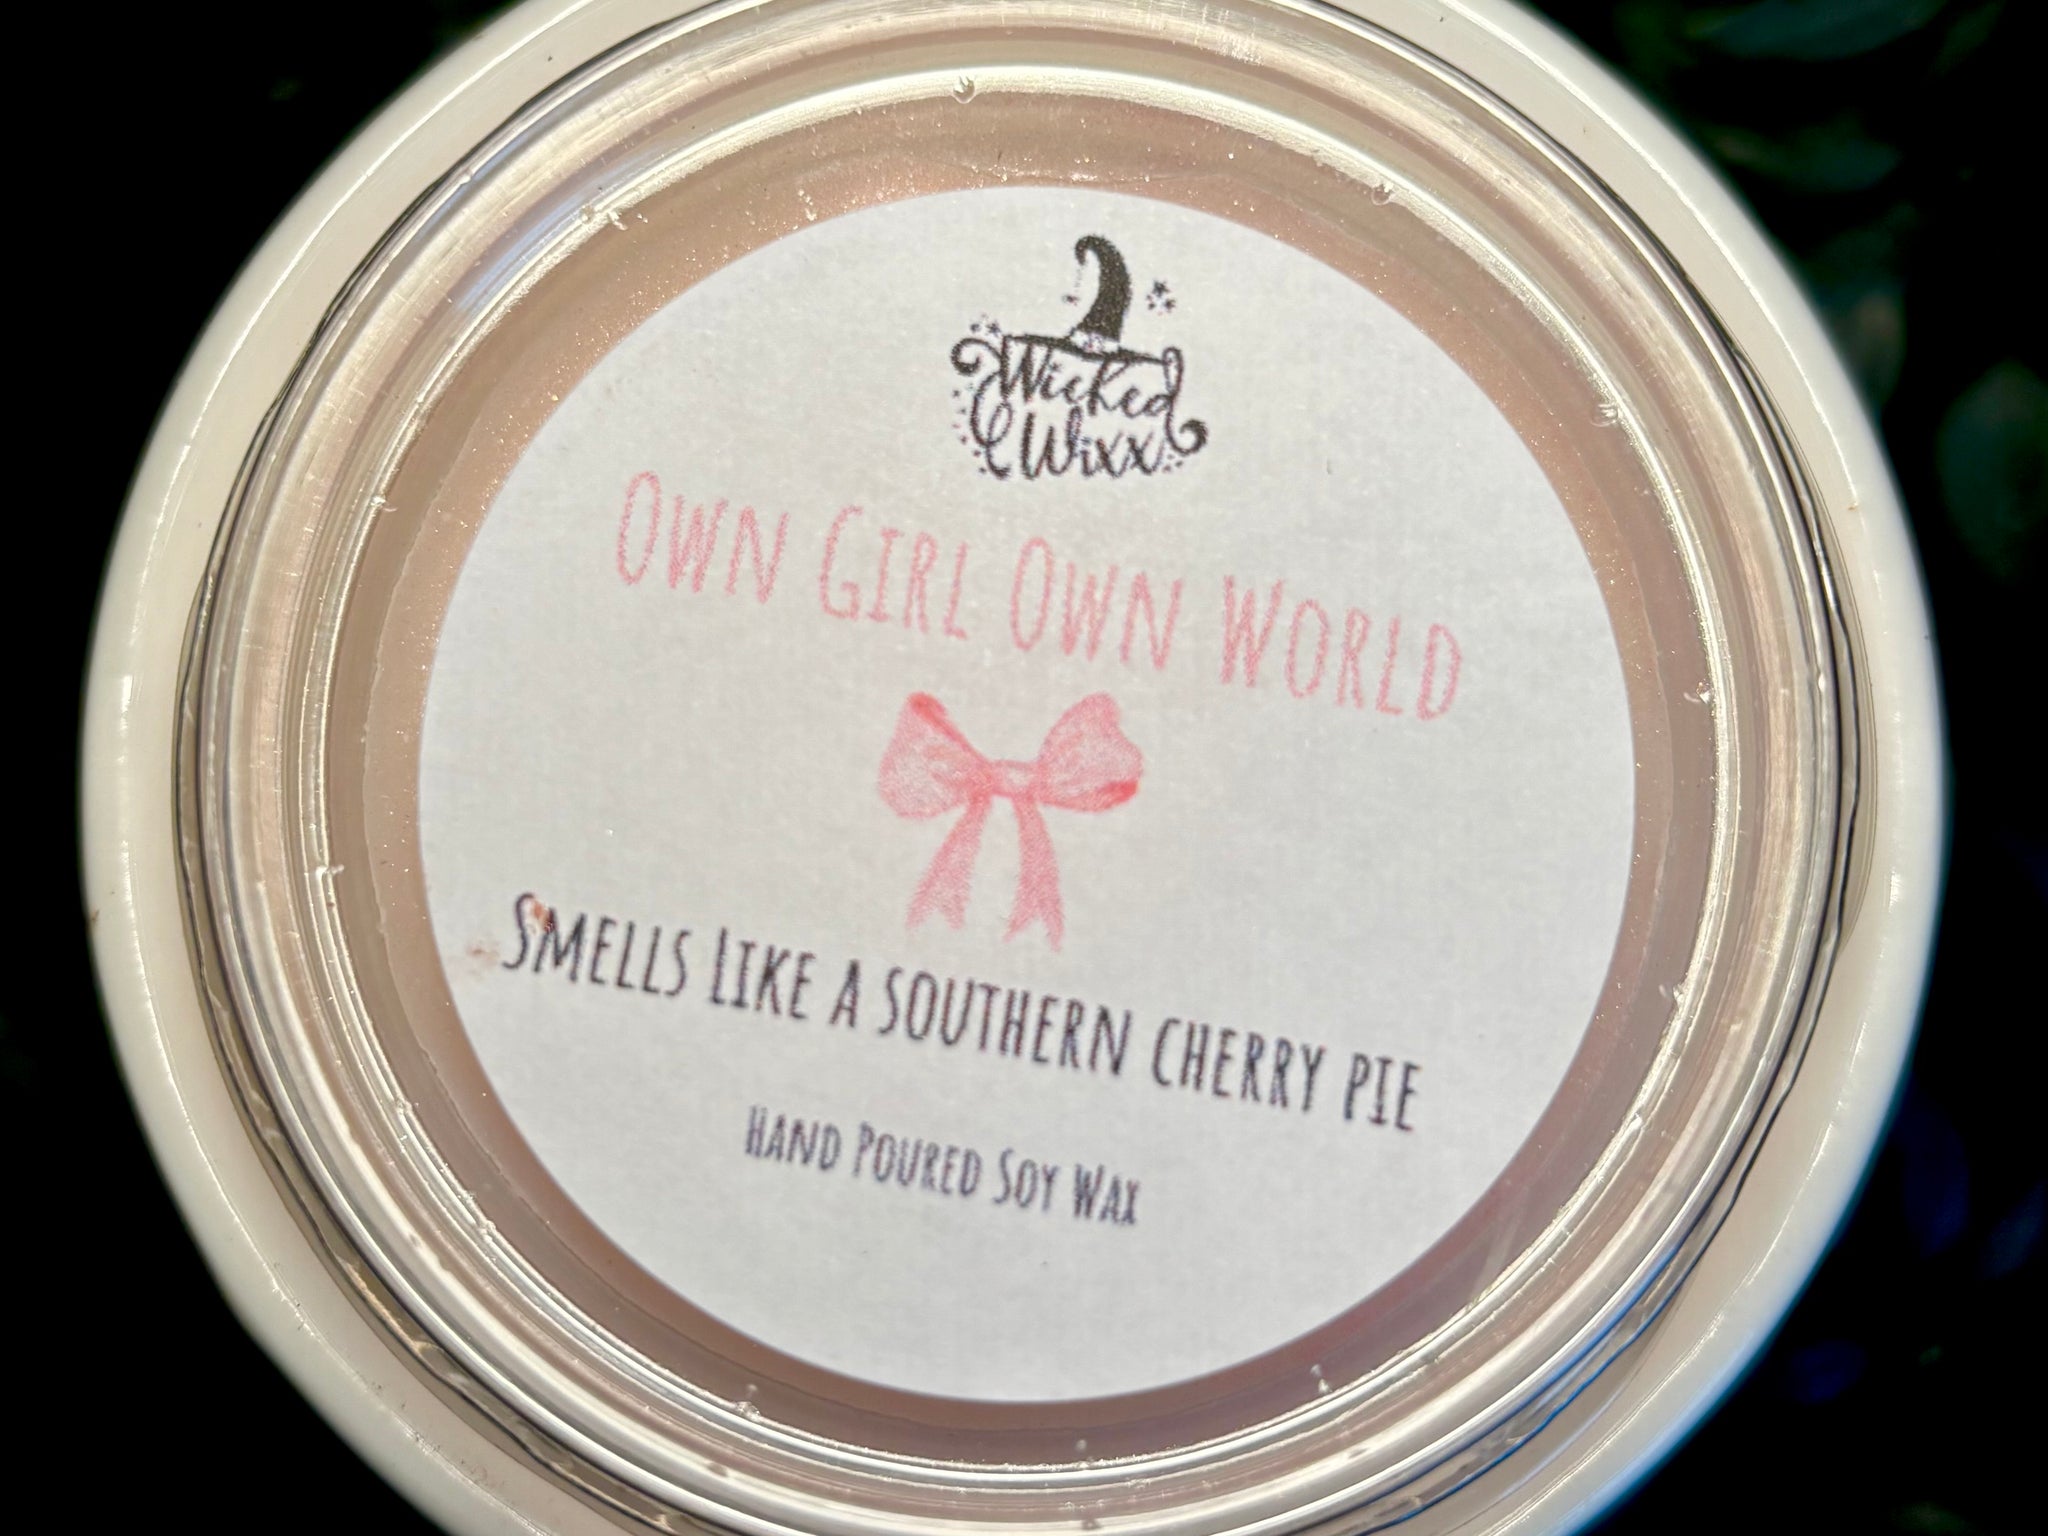 Wicked
Wixx
Own Girl Own World
Smells Like a southern cherry pie
Hand Poured Soy Wax